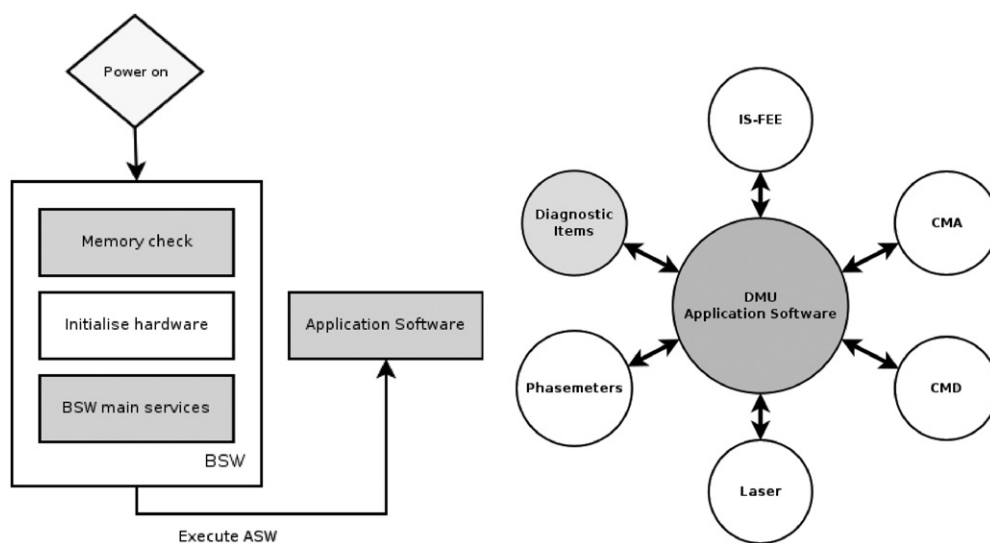 Power on
Memory check
Initialise hardware
BSW main services
BSW
Application Software
Execute ASW
IS-FEE
Diagnostic
Items
CMA
DMU
Application Software
Phasemeters
CMD
Laser